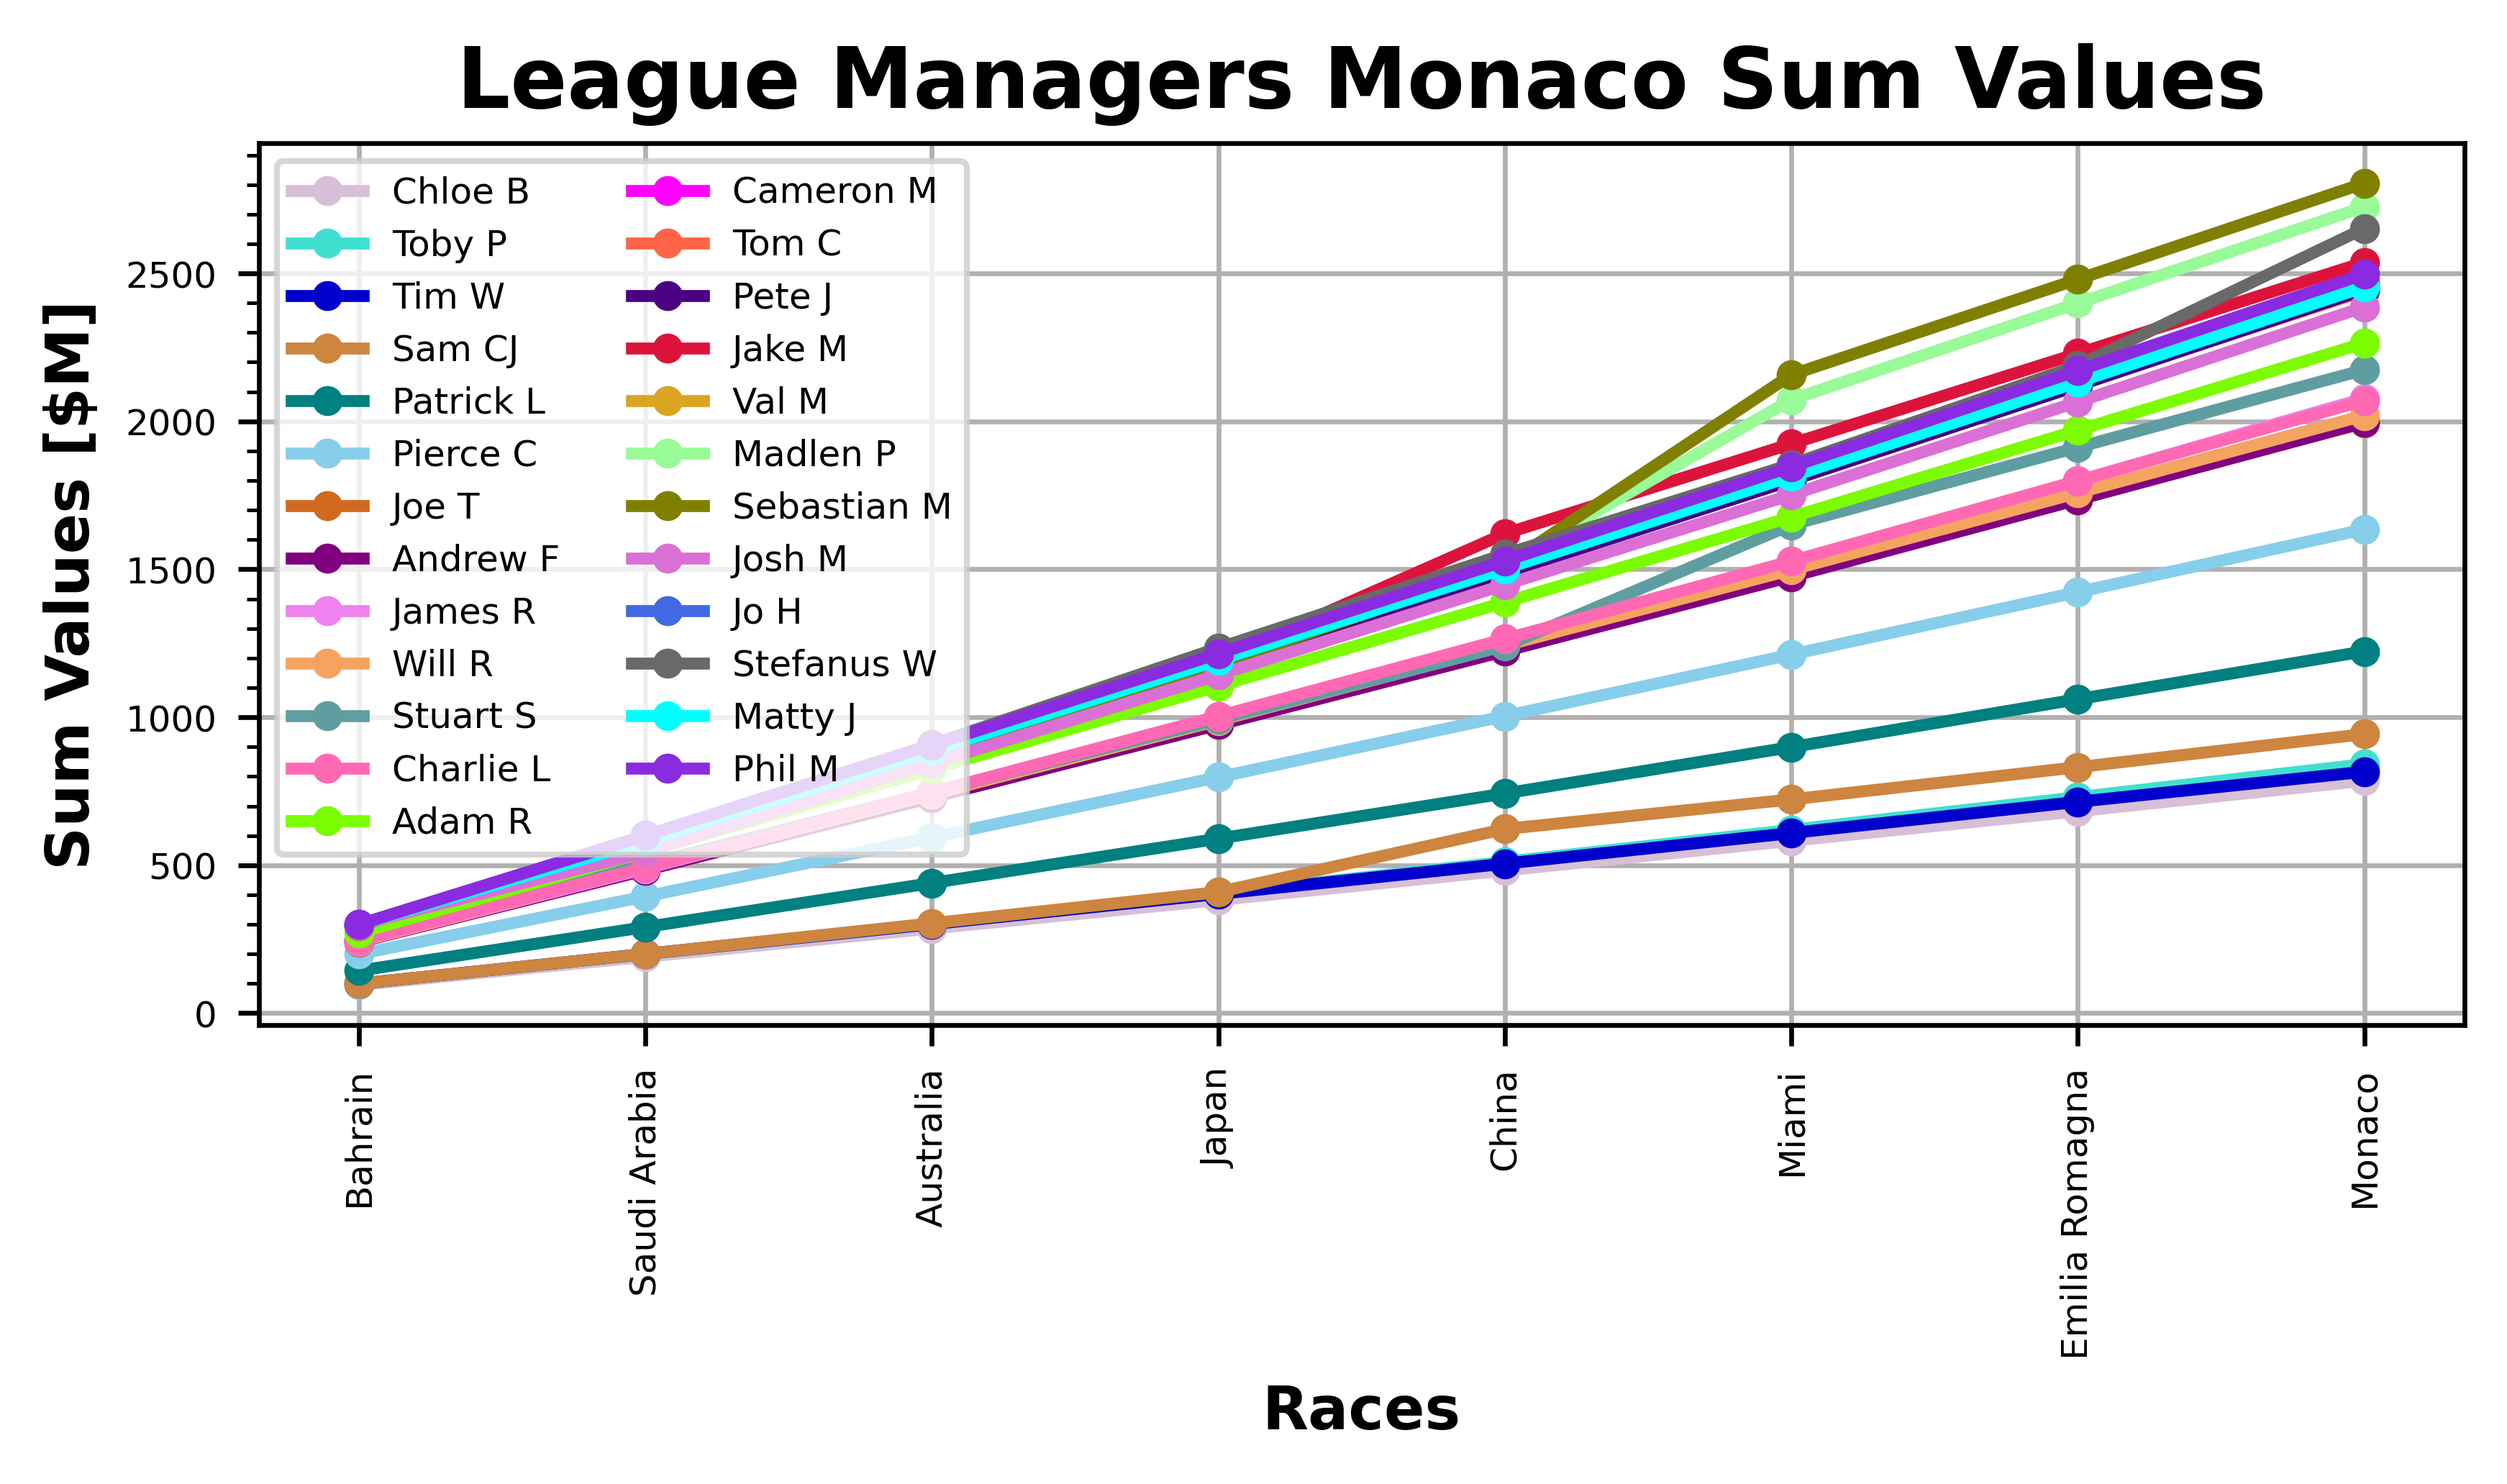 League Managers Monaco Sum Values
Sum Values [$M]
2500
2000
1500
1000
500
0
Chloe B
Toby P
Tim W
Sam CJ
Patrick L
Pierce C
Joe T
Andrew F
James R
Will R
Stuart S
Charlie L
Adam R
Cameron M
Tom C
Pete J
Jake M
Val M
Madlen P
Sebastian M
Josh M
Jo H
Stefanus W
Matty J
Phil M
Bahrain
Saudi Arabia
Australia
Japan
China
Miami
Emilia Romagna
Monaco
Races